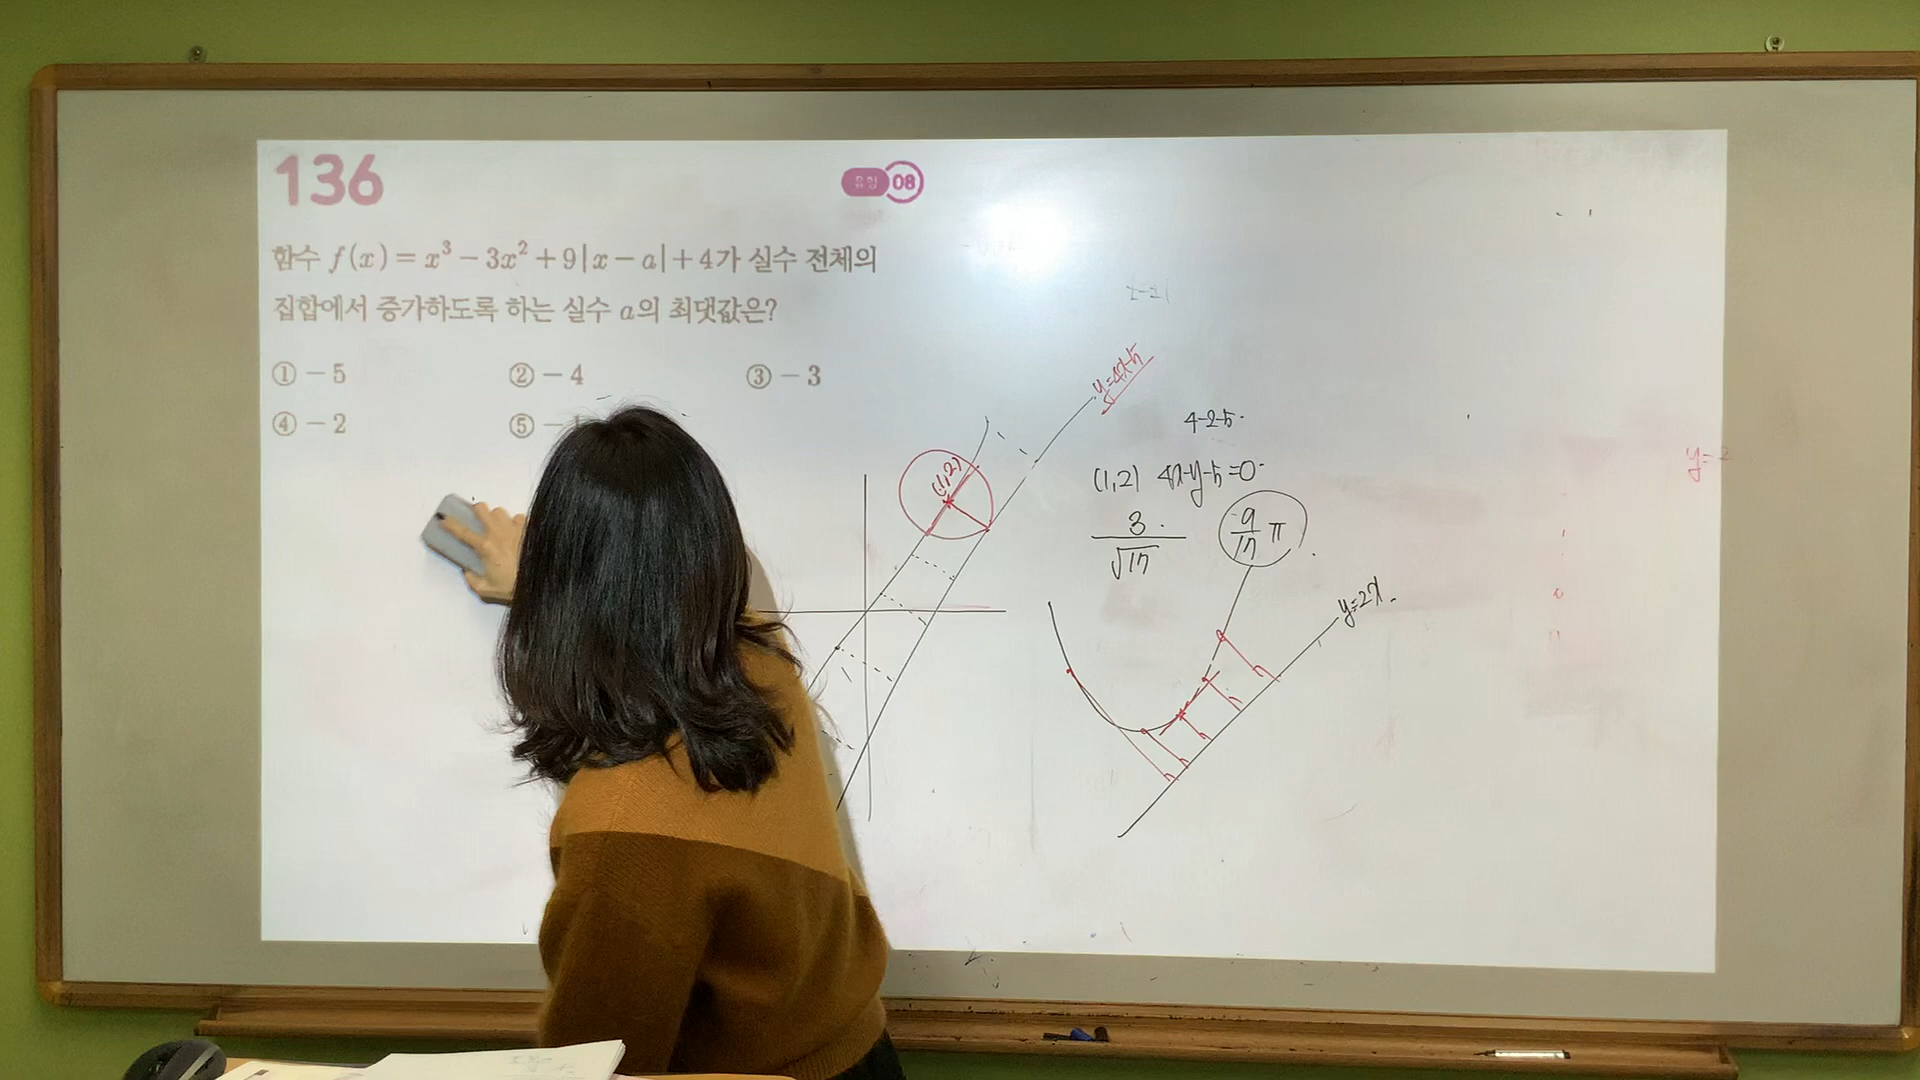 136
유형 08
함수 f(x)=x³-3x²+9|x-a|+4가 실수 전체의
집합에서 증가하도록 하는 실수 a의 최댓값은?
① -5 ② -4 ③ -3
④ -2 ⑤ -
y=4x-5
(1,2)
4-2-5
(1,2) 4x-y-5=0
3/√17 9/17 π
y=2x